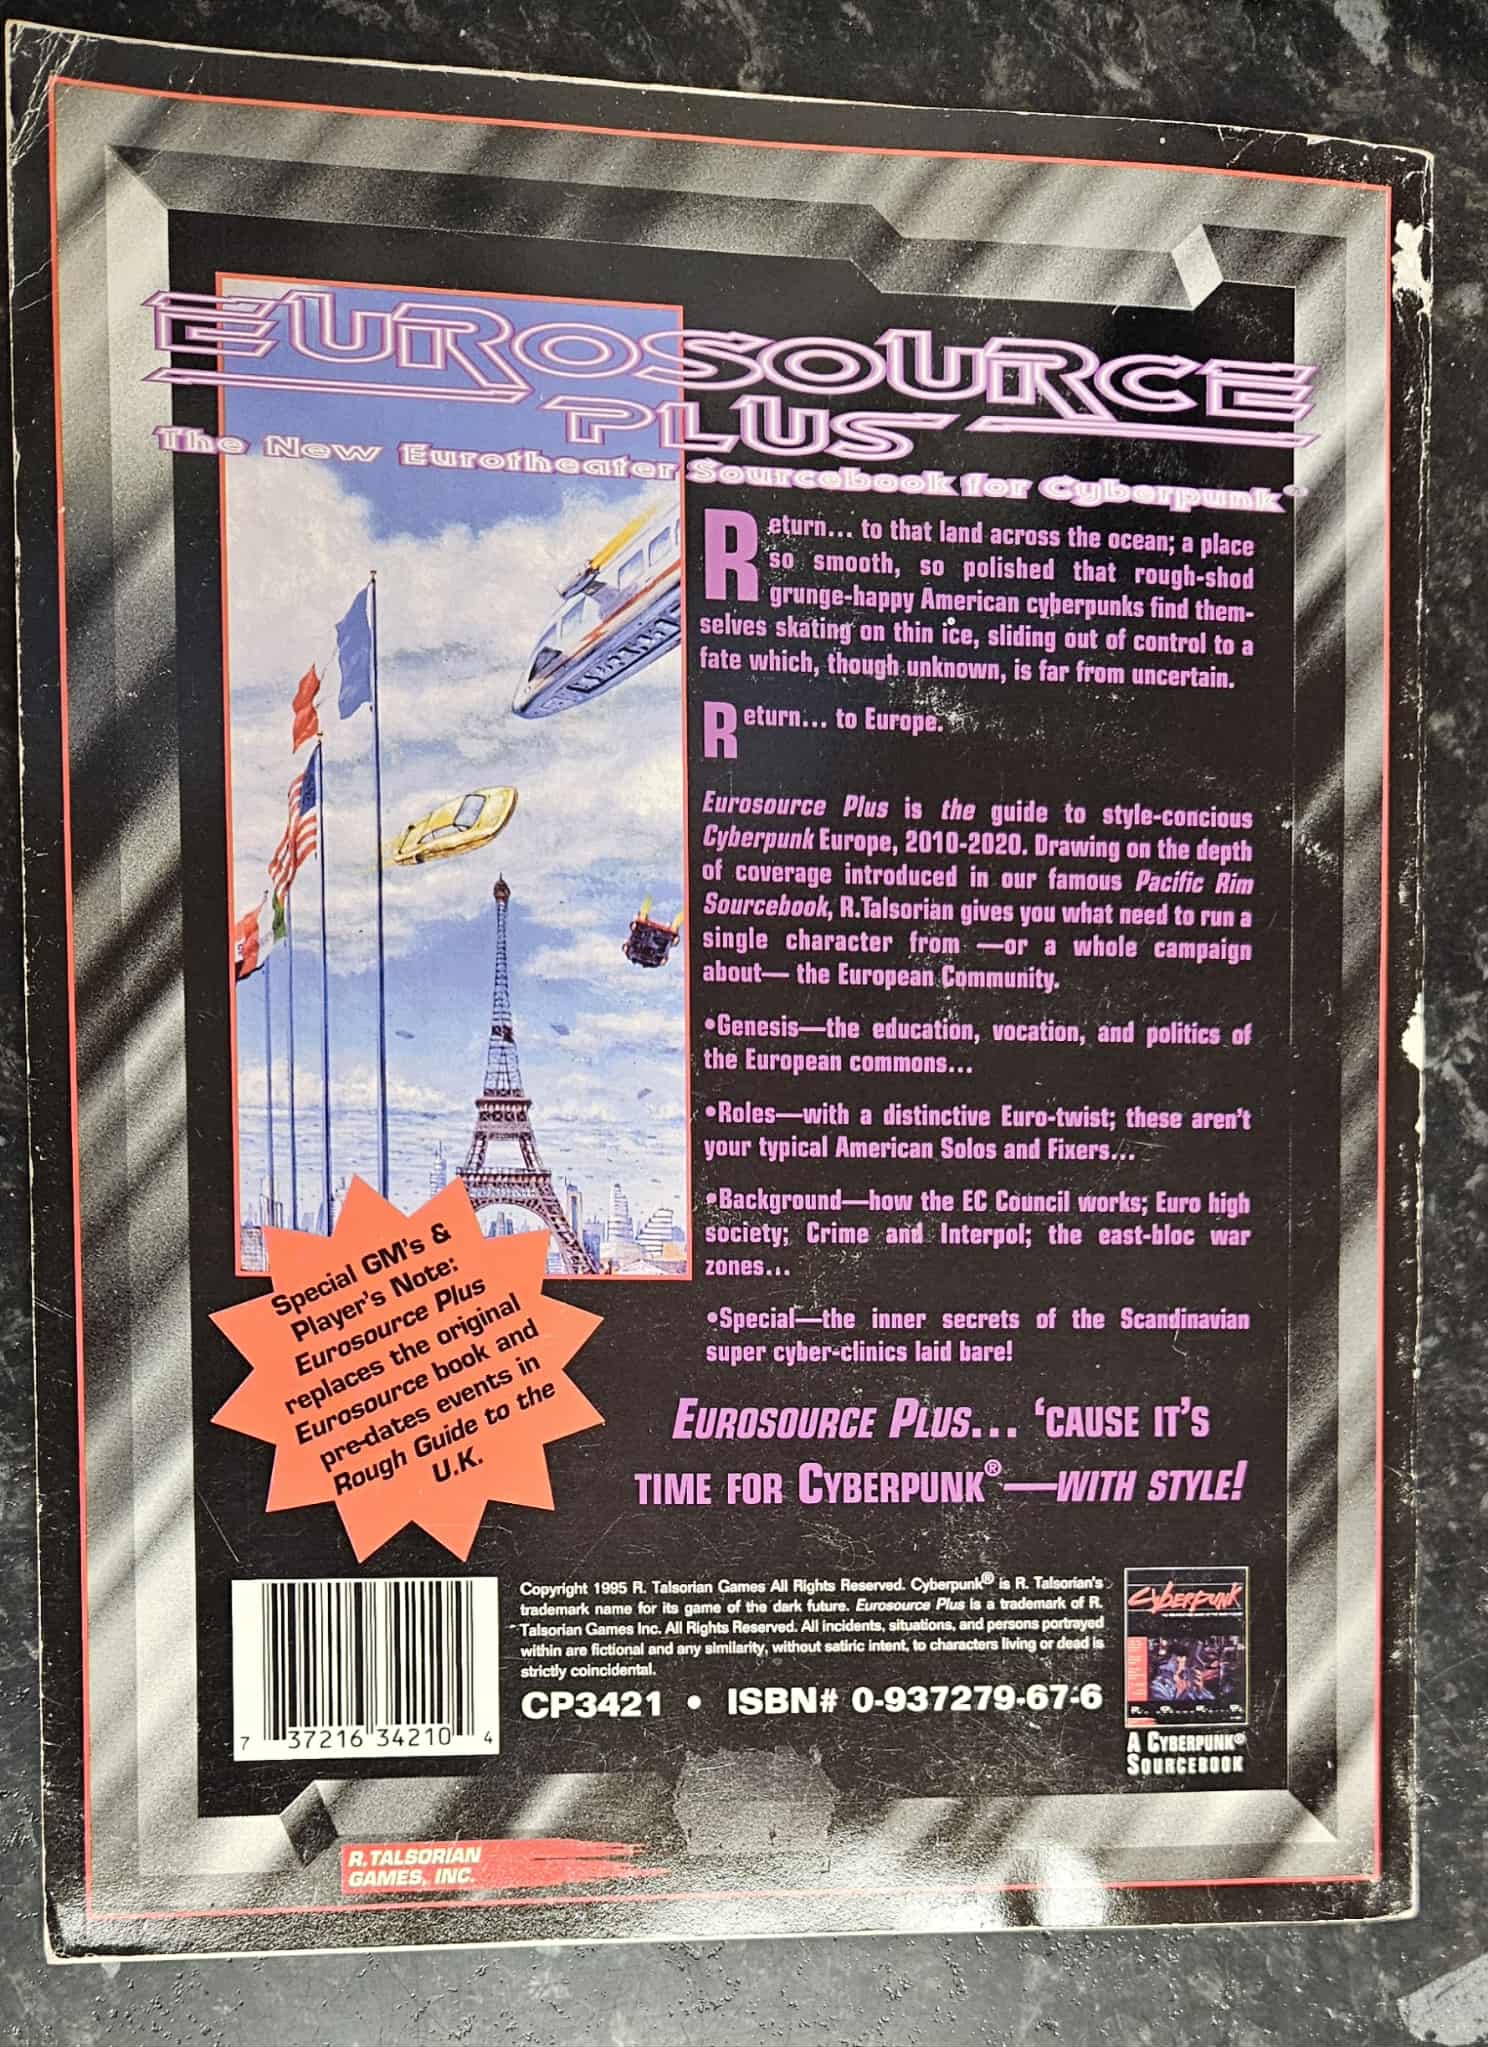 EUROSOURCE
PLUS
The New Eurotheater Sourcebook for Cyberpunk®
Return... to that land across the ocean; a place
so smooth, so polished that rough-shod
grunge-happy American cyberpunks find them-
selves skating on thin ice, sliding out of control to a
fate which, though unknown, is far from uncertain.
Return... to Europe.
Eurosource Plus is the guide to style-concious
Cyberpunk Europe, 2010-2020. Drawing on the depth
of coverage introduced in our famous Pacific Rim
Sourcebook, R.Talsorian gives you what need to run a
single character from —or a whole campaign
about— the European Community.
•Genesis—the education, vocation, and politics of
the European commons...
•Roles—with a distinctive Euro-twist; these aren't
your typical American Solos and Fixers...
•Background—how the EC Council works; Euro high
society; Crime and Interpol; the east-bloc war
zones...
•Special—the inner secrets of the Scandinavian
super cyber-clinics laid bare!
EUROSOURCE PLUS... 'CAUSE IT'S
TIME FOR CYBERPUNK®—WITH STYLE!
Special GM's &
Player's Note:
Eurosource Plus
replaces the original
Eurosource book and
pre-dates events in
Rough Guide to the
U.K.
Copyright 1995 R. Talsorian Games All Rights Reserved. Cyberpunk® is R. Talsorian's
trademark name for its game of the dark future. Eurosource Plus is a trademark of R.
Talsorian Games Inc. All Rights Reserved. All incidents, situations, and persons portrayed
within are fictional and any similarity, without satiric intent, to characters living or dead is
strictly coincidental.
CP3421 • ISBN# 0-937279-67-6
7 37216 34210 4
Cyberpunk
A CYBERPUNK®
SOURCEBOOK
R.TALSORIAN
GAMES, INC.